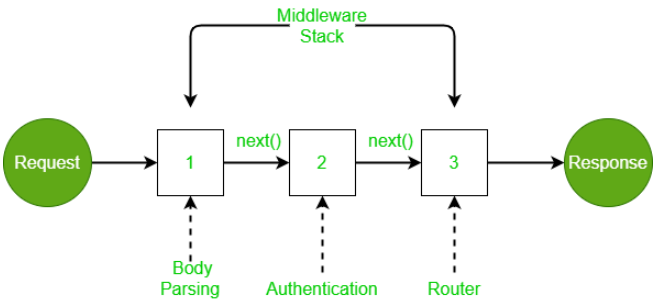 Middleware
Stack
next()
next()
Request
1
2
3
Response
Body
Parsing
Authentication
Router